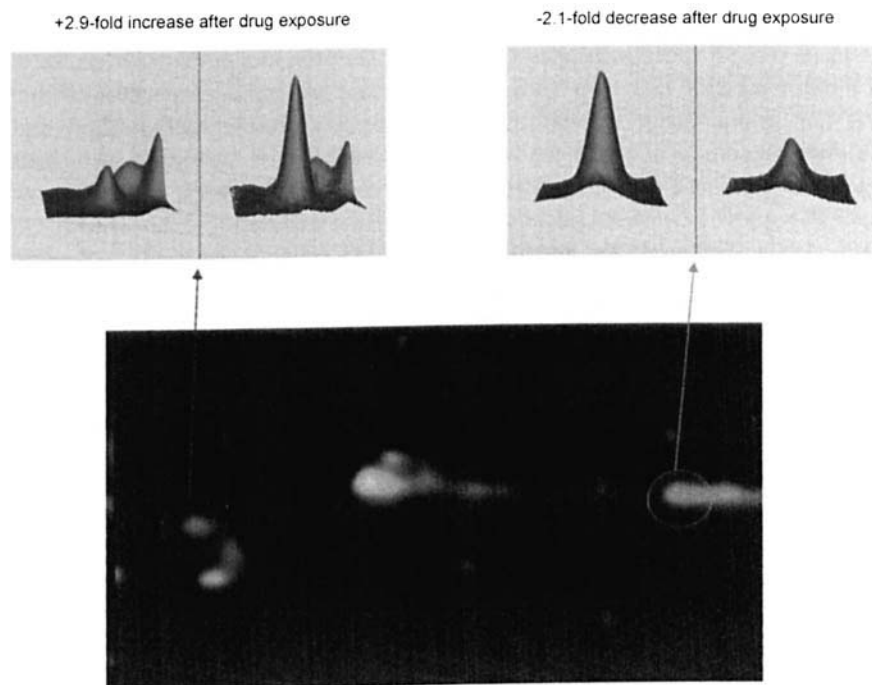 +2.9-fold increase after drug exposure
-2.1-fold decrease after drug exposure